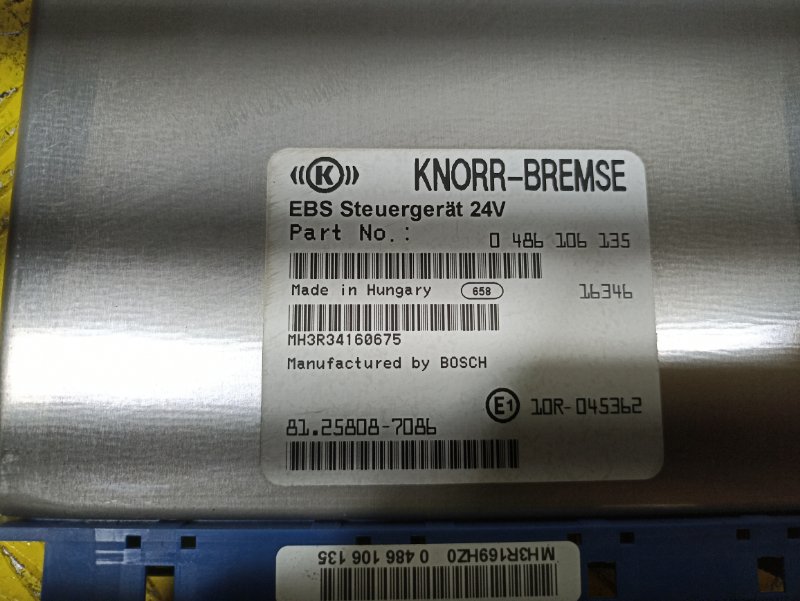 K KNORR-BREMSE
EBS Steuergerät 24V
Part No.: 0 486 106 135
Made in Hungary 658 16346
MH3R34160675
Manufactured by BOSCH
E1 10R-045362
81.25808-7086
MH3R169HZ0 0 486 106 135